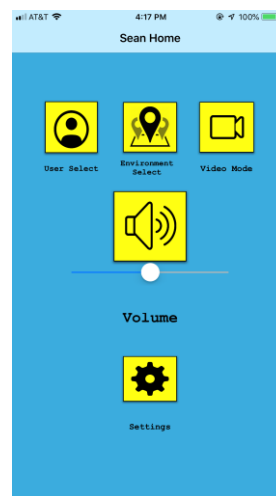 AT&T 4:17 PM 100%
Sean Home
User Select
Environment
Select
Video Mode
Volume
Settings